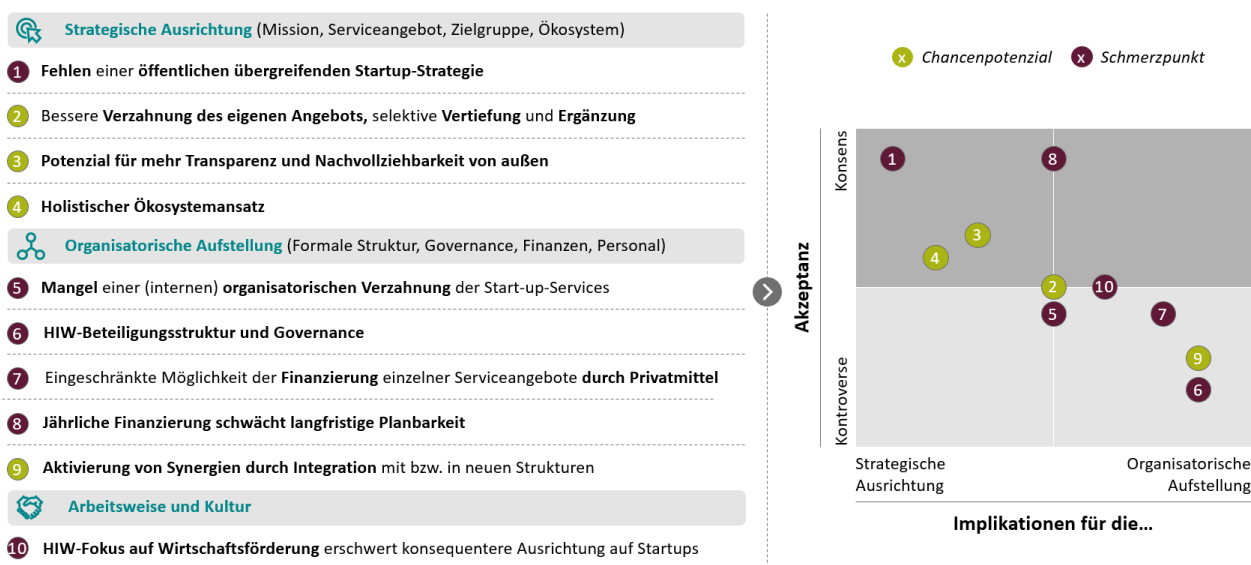 Strategische Ausrichtung (Mission, Serviceangebot, Zielgruppe, Ökosystem)
1 Fehlen einer öffentlichen übergreifenden Startup-Strategie
2 Bessere Verzahnung des eigenen Angebots, selektive Vertiefung und Ergänzung
3 Potenzial für mehr Transparenz und Nachvollziehbarkeit von außen
4 Holistischer Ökosystemansatz
Organisatorische Aufstellung (Formale Struktur, Governance, Finanzen, Personal)
5 Mangel einer (internen) organisatorischen Verzahnung der Start-up-Services
6 HIW-Beteiligungsstruktur und Governance
7 Eingeschränkte Möglichkeit der Finanzierung einzelner Serviceangebote durch Privatmittel
8 Jährliche Finanzierung schwächt langfristige Planbarkeit
9 Aktivierung von Synergien durch Integration mit bzw. in neuen Strukturen
Arbeitsweise und Kultur
10 HIW-Fokus auf Wirtschaftsförderung erschwert konsequentere Ausrichtung auf Startups
x Chancenpotenzial x Schmerzpunkt
Akzeptanz
Konsens
Kontroverse
1 8
3
4
2 10
5 7
9
6
Strategische
Ausrichtung
Organisatorische
Aufstellung
Implikationen für die...